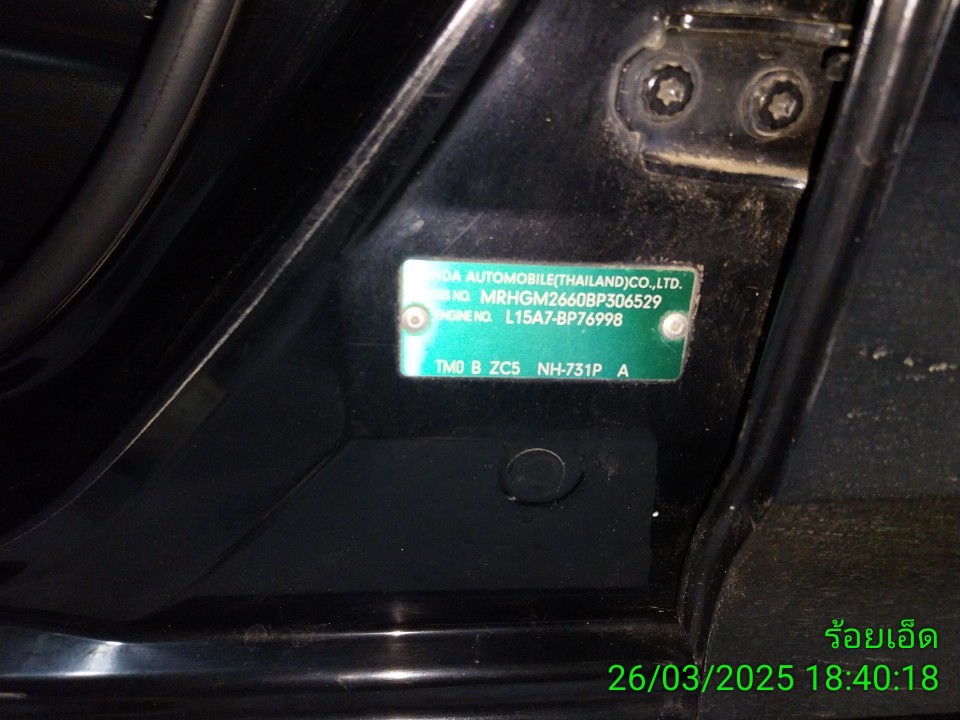 NDA AUTOMOBILE(THAILAND)CO.,LTD.
NO. MRHGM2660BP306529
ENGINE NO. L15A7-BP76998
TM0 B ZC5 NH-731P A
ร้อยเอ็ด
26/03/2025 18:40:18